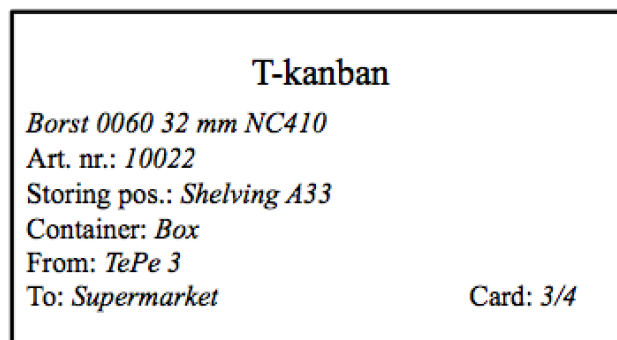 T-kanban
Borst 0060 32 mm NC410
Art. nr.: 10022
Storing pos.: Shelving A33
Container: Box
From: TePe 3
To: Supermarket Card: 3/4